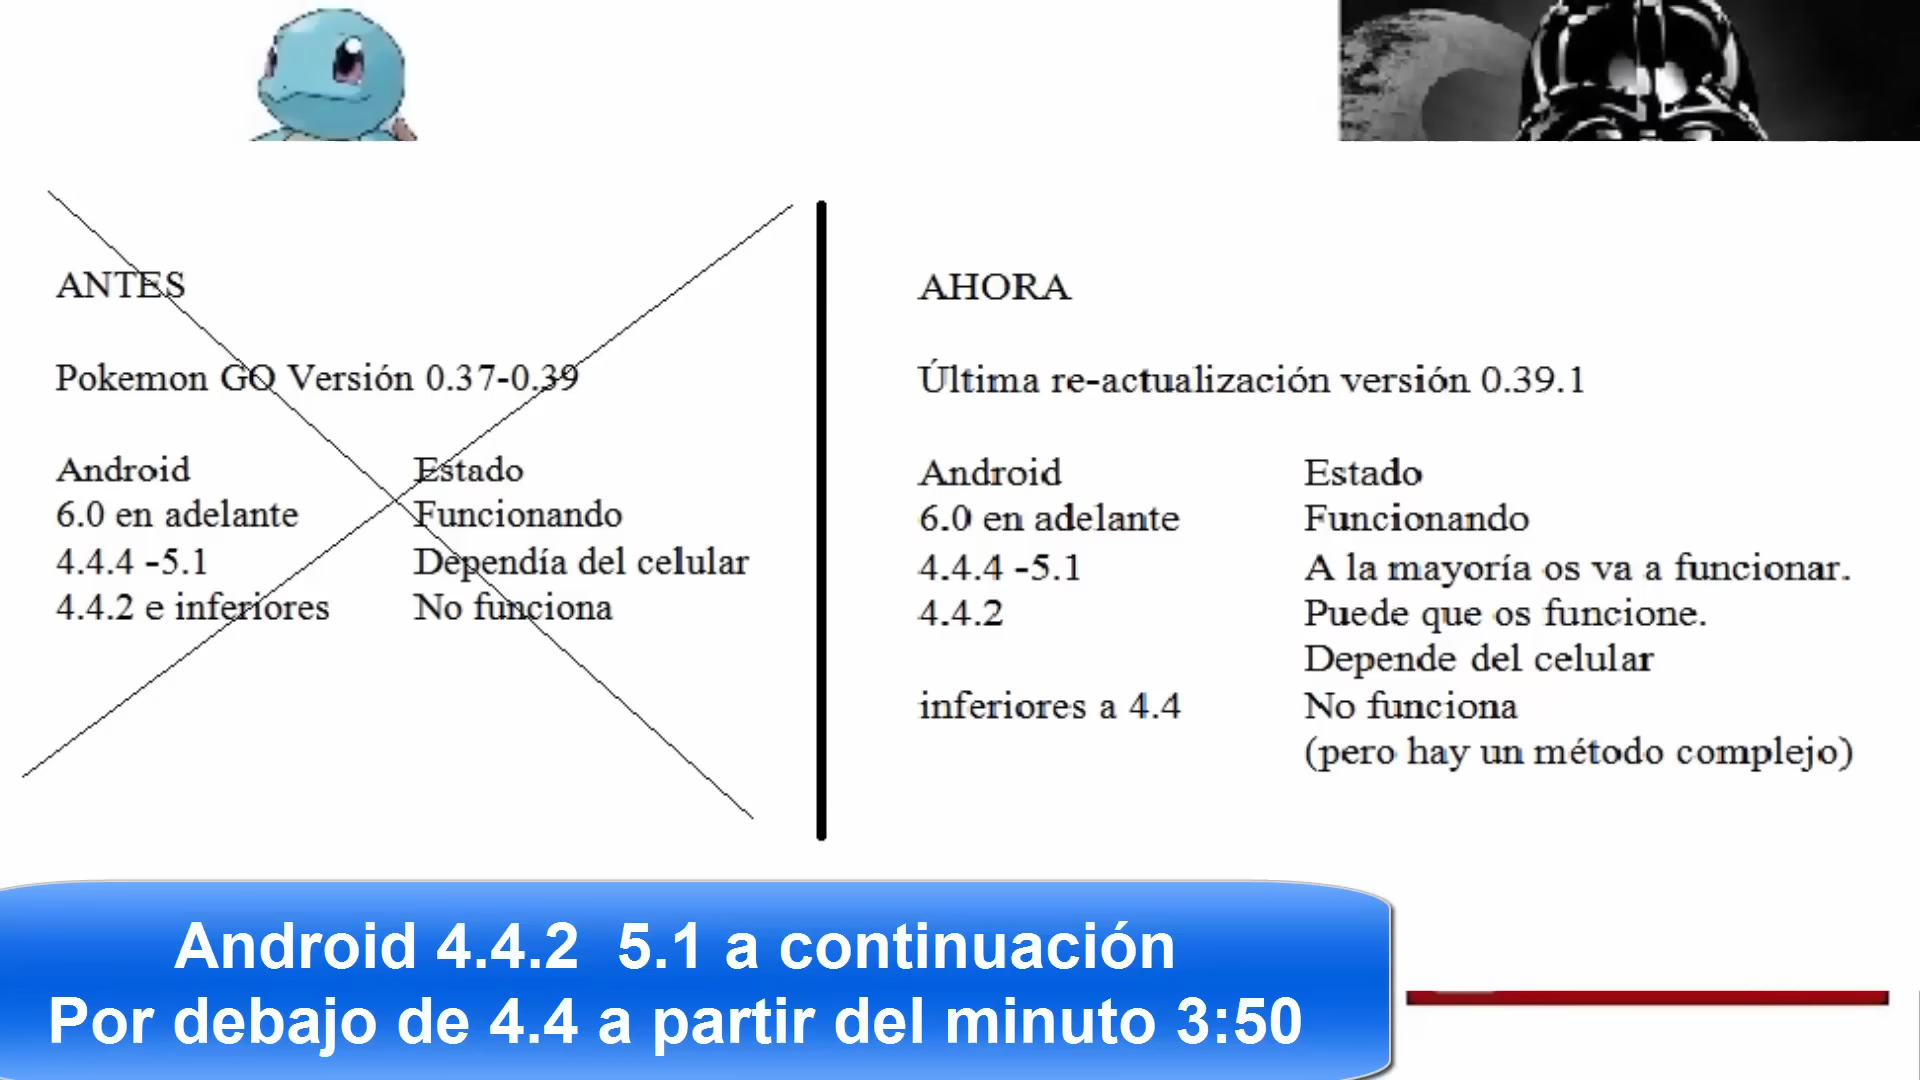 ANTES
Pokemon GO Versión 0.37-0.39
Android Estado
6.0 en adelante Funcionando
4.4.4 -5.1 Dependía del celular
4.4.2 e inferiores No funciona
AHORA
Última re-actualización versión 0.39.1
Android Estado
6.0 en adelante Funcionando
4.4.4 -5.1 A la mayoría os va a funcionar.
4.4.2 Puede que os funcione.
Depende del celular
inferiores a 4.4 No funciona
(pero hay un método complejo)
Android 4.4.2 5.1 a continuación
Por debajo de 4.4 a partir del minuto 3:50